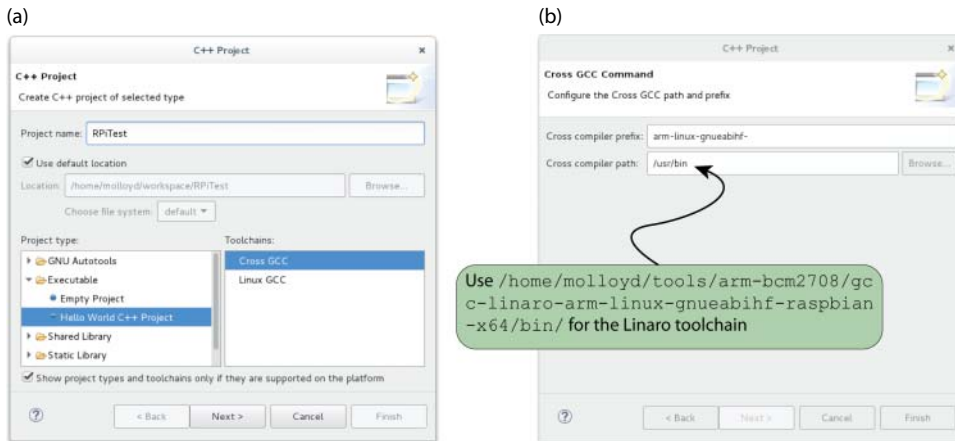 (a)
C++ Project
C++ Project
Create C++ project of selected type
Project name: RPiTest
Use default location
Location: /home/molloyd/workspace/RPiTest Browse...
Choose file system: default
Project type:
GNU Autotools
Executable
Empty Project
Hello World C++ Project
Shared Library
Static Library
Toolchains:
Cross GCC
Linux GCC
Show project types and toolchains only if they are supported on the platform
< Back Next > Cancel Finish
(b)
C++ Project
Cross GCC Command
Configure the Cross GCC path and prefix
Cross compiler prefix: arm-linux-gnueabihf-
Cross compiler path: /usr/bin Browse...
Use /home/molloyd/tools/arm-bcm2708/gc
c-linaro-arm-linux-gnueabihf-raspbian
-x64/bin/ for the Linaro toolchain
< Back Next > Cancel Finish